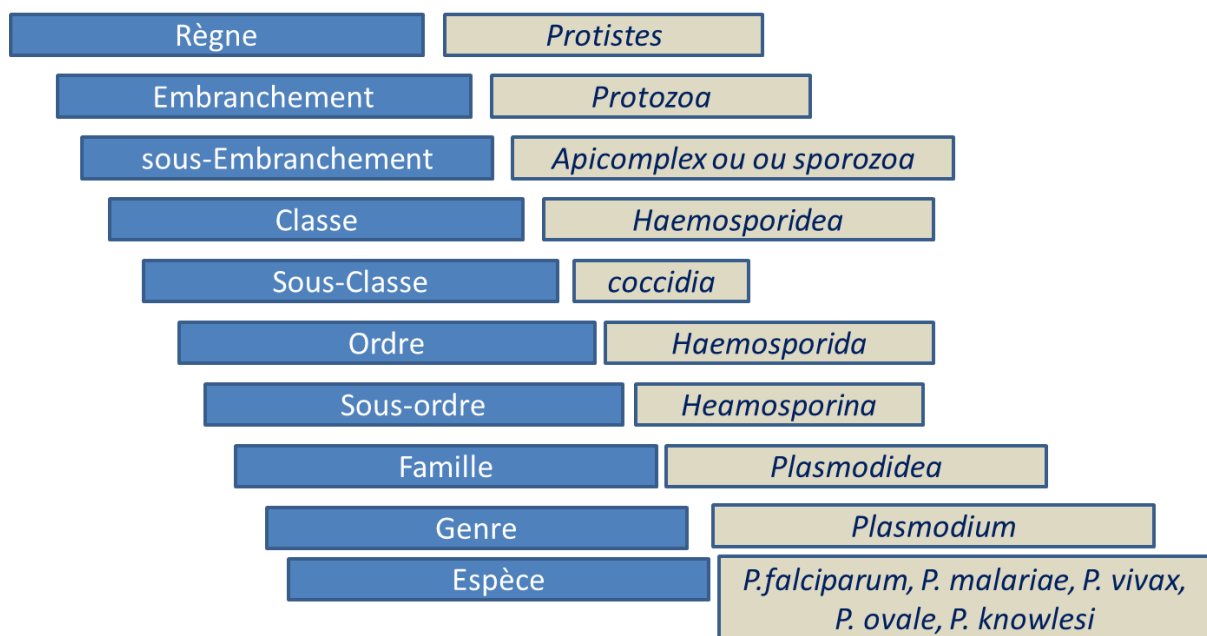 Règne Protistes
Embranchement Protozoa
sous-Embranchement Apicomplex ou ou sporozoa
Classe Haemosporidea
Sous-Classe coccidia
Ordre Haemosporida
Sous-ordre Heamosporina
Famille Plasmodidea
Genre Plasmodium
Espèce P.falciparum, P. malariae, P. vivax,
P. ovale, P. knowlesi